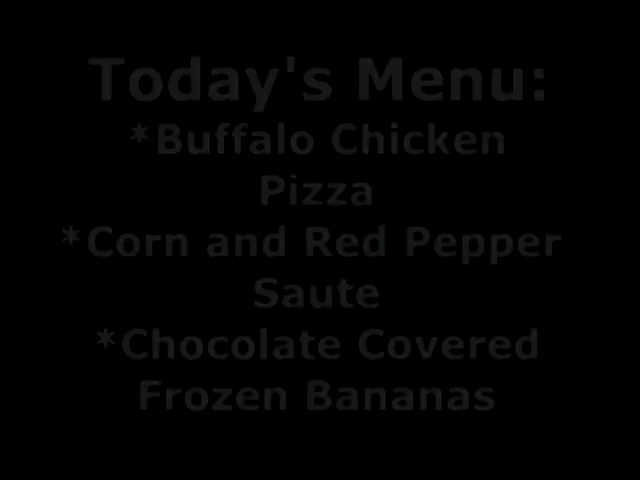 Today's Menu:
*Buffalo Chicken
Pizza
*Corn and Red Pepper
Saute
*Chocolate Covered
Frozen Bananas